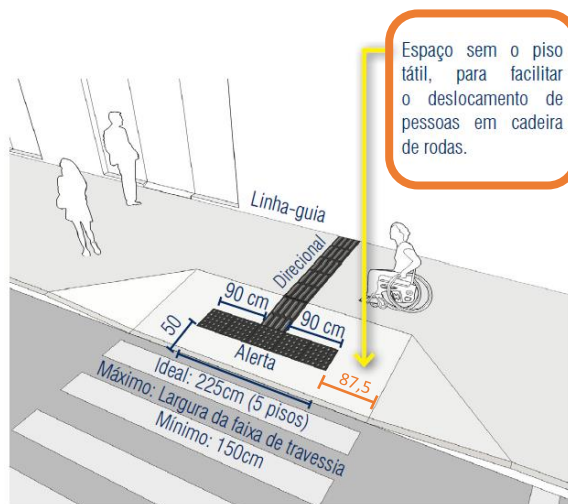 Espaço sem o piso
tátil, para facilitar
o deslocamento de
pessoas em cadeira
de rodas.
Linha-guia
Direcional
90 cm
90 cm
50
Alerta
87,5
Ideal: 225cm (5 pisos)
Máximo: Largura da faixa de travessia
Mínimo: 150cm